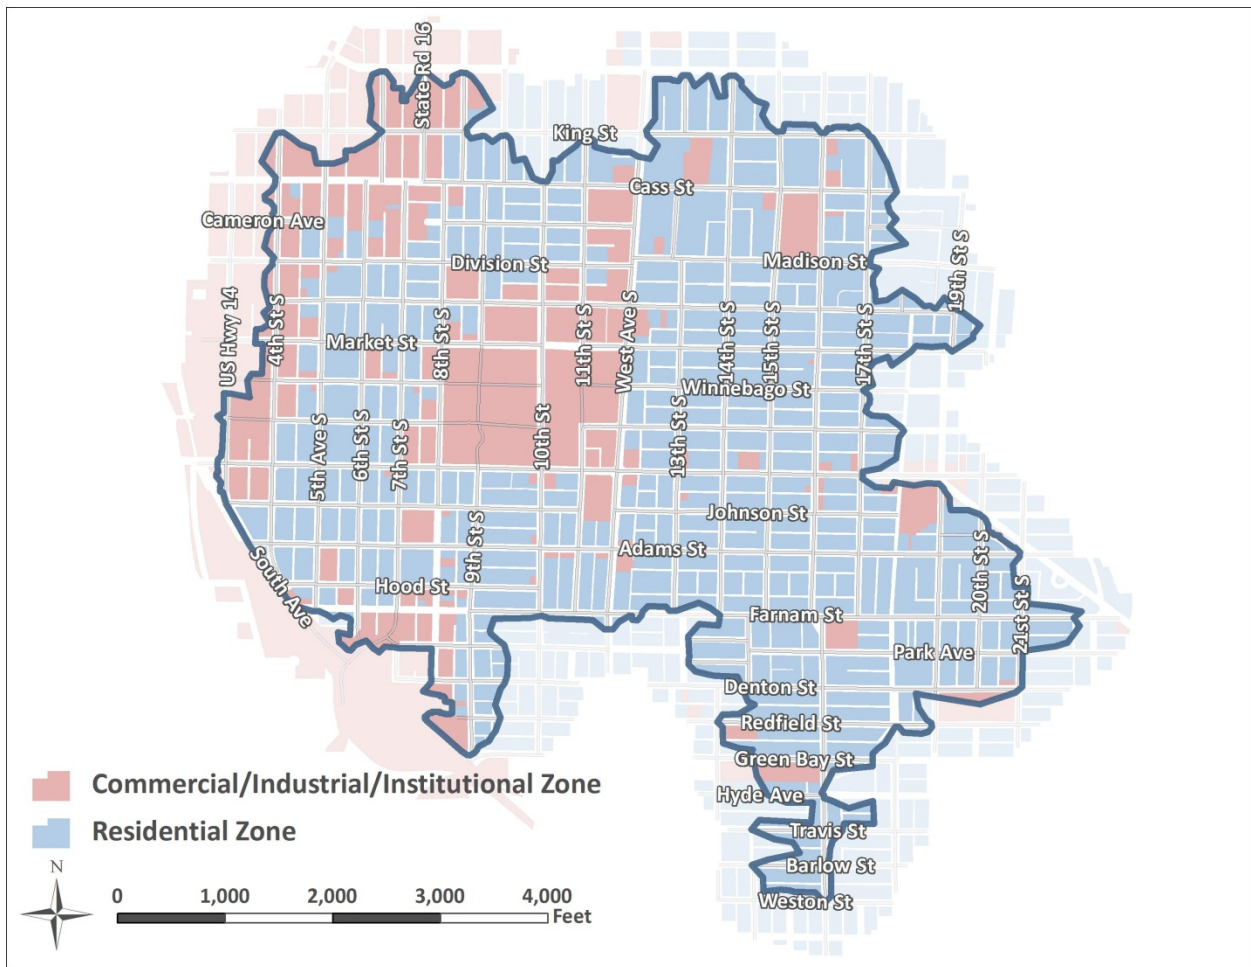 State Rd 16
King St
Cass St
Cameron Ave
Division St
Madison St
19th St S
US Hwy 14
4th St S
Market St
8th St S
11th St S
West Ave S
14th St S
15th St S
17th St S
Winnebago St
5th Ave S
6th St S
7th St S
10th St
13th St S
Johnson St
9th St S
Adams St
20th St S
South Ave
Hood St
Farnam St
21st St S
Park Ave
Denton St
Redfield St
Green Bay St
Commercial/Industrial/Institutional Zone
Hyde Ave
Residential Zone
Travis St
N
Barlow St
0 1,000 2,000 3,000 4,000
Weston St
Feet